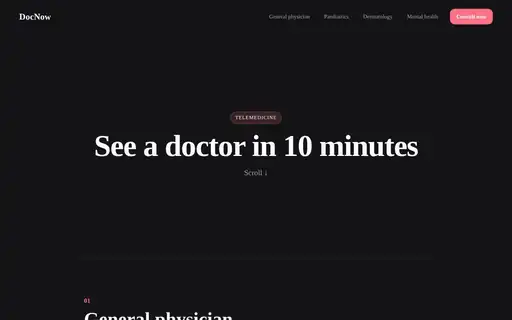 DocNow
General physician
Paediatrics
Dermatology
Mental health
Consult now
TELEMEDICINE
See a doctor in 10 minutes
Scroll ↓
01
General physician